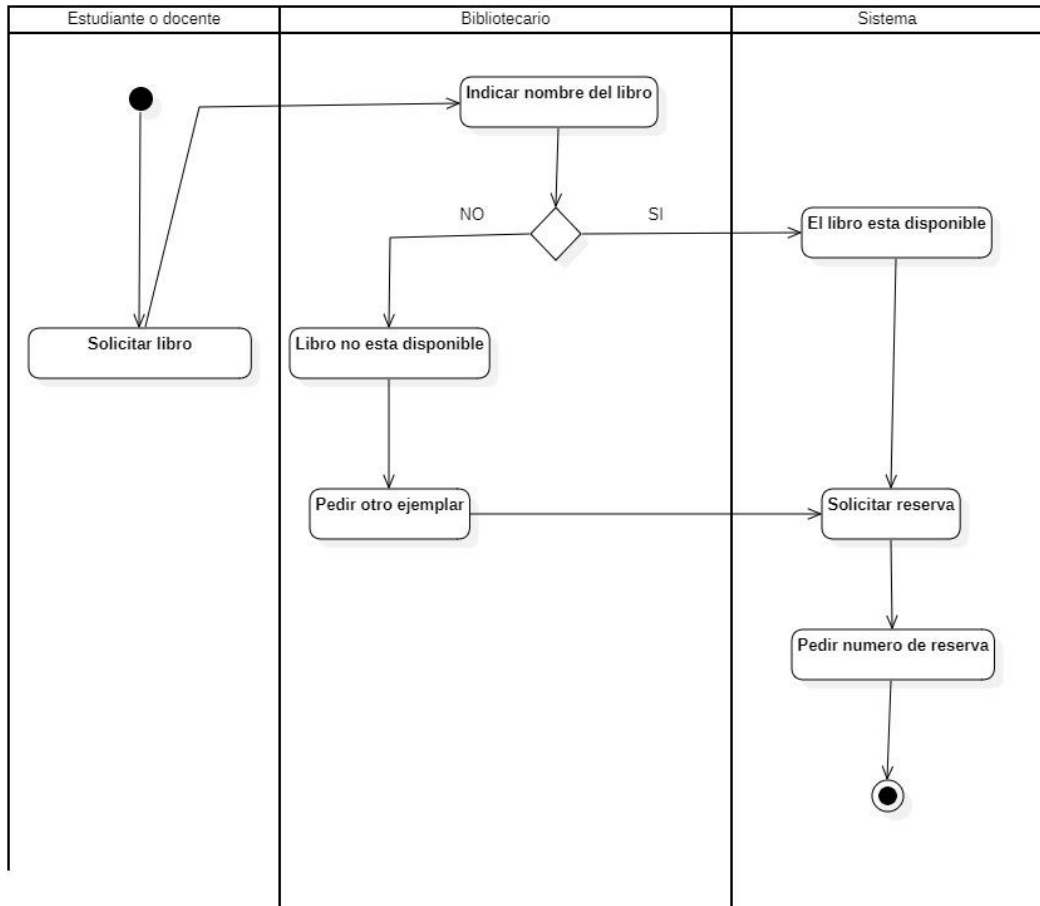 Estudiante o docente
Bibliotecario
Sistema
Indicar nombre del libro
NO
SI
El libro esta disponible
Solicitar libro
Libro no esta disponible
Pedir otro ejemplar
Solicitar reserva
Pedir numero de reserva